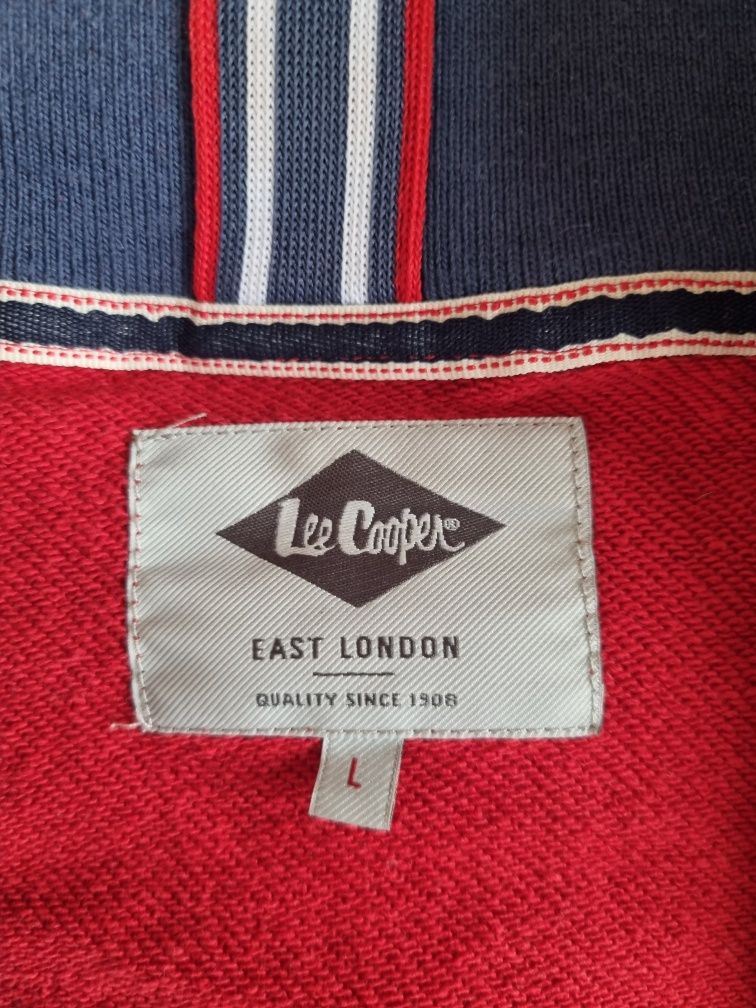 Lee Cooper®
EAST LONDON
QUALITY SINCE 1908
L